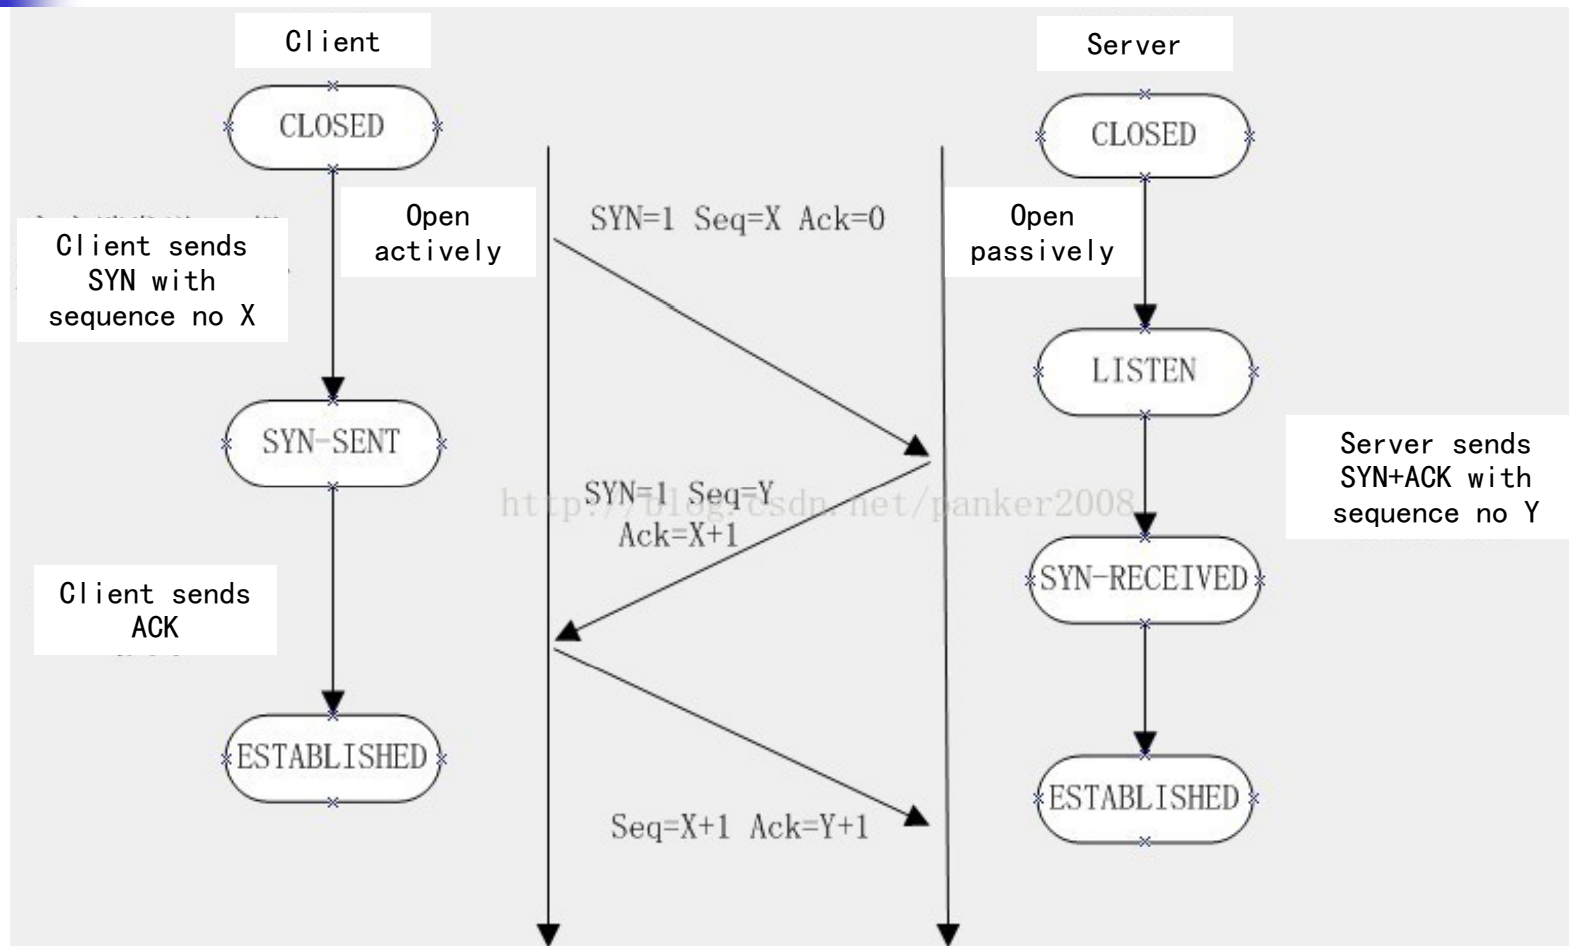 Client
Server
CLOSED
CLOSED
Open
actively
SYN=1 Seq=X Ack=0
Open
passively
Client sends
SYN with
sequence no X
LISTEN
SYN-SENT
Server sends
SYN+ACK with
sequence no Y
SYN=1 Seq=Y
Ack=X+1
http://blog.csdn.net/panker2008
SYN-RECEIVED
Client sends
ACK
ESTABLISHED
ESTABLISHED
Seq=X+1 Ack=Y+1